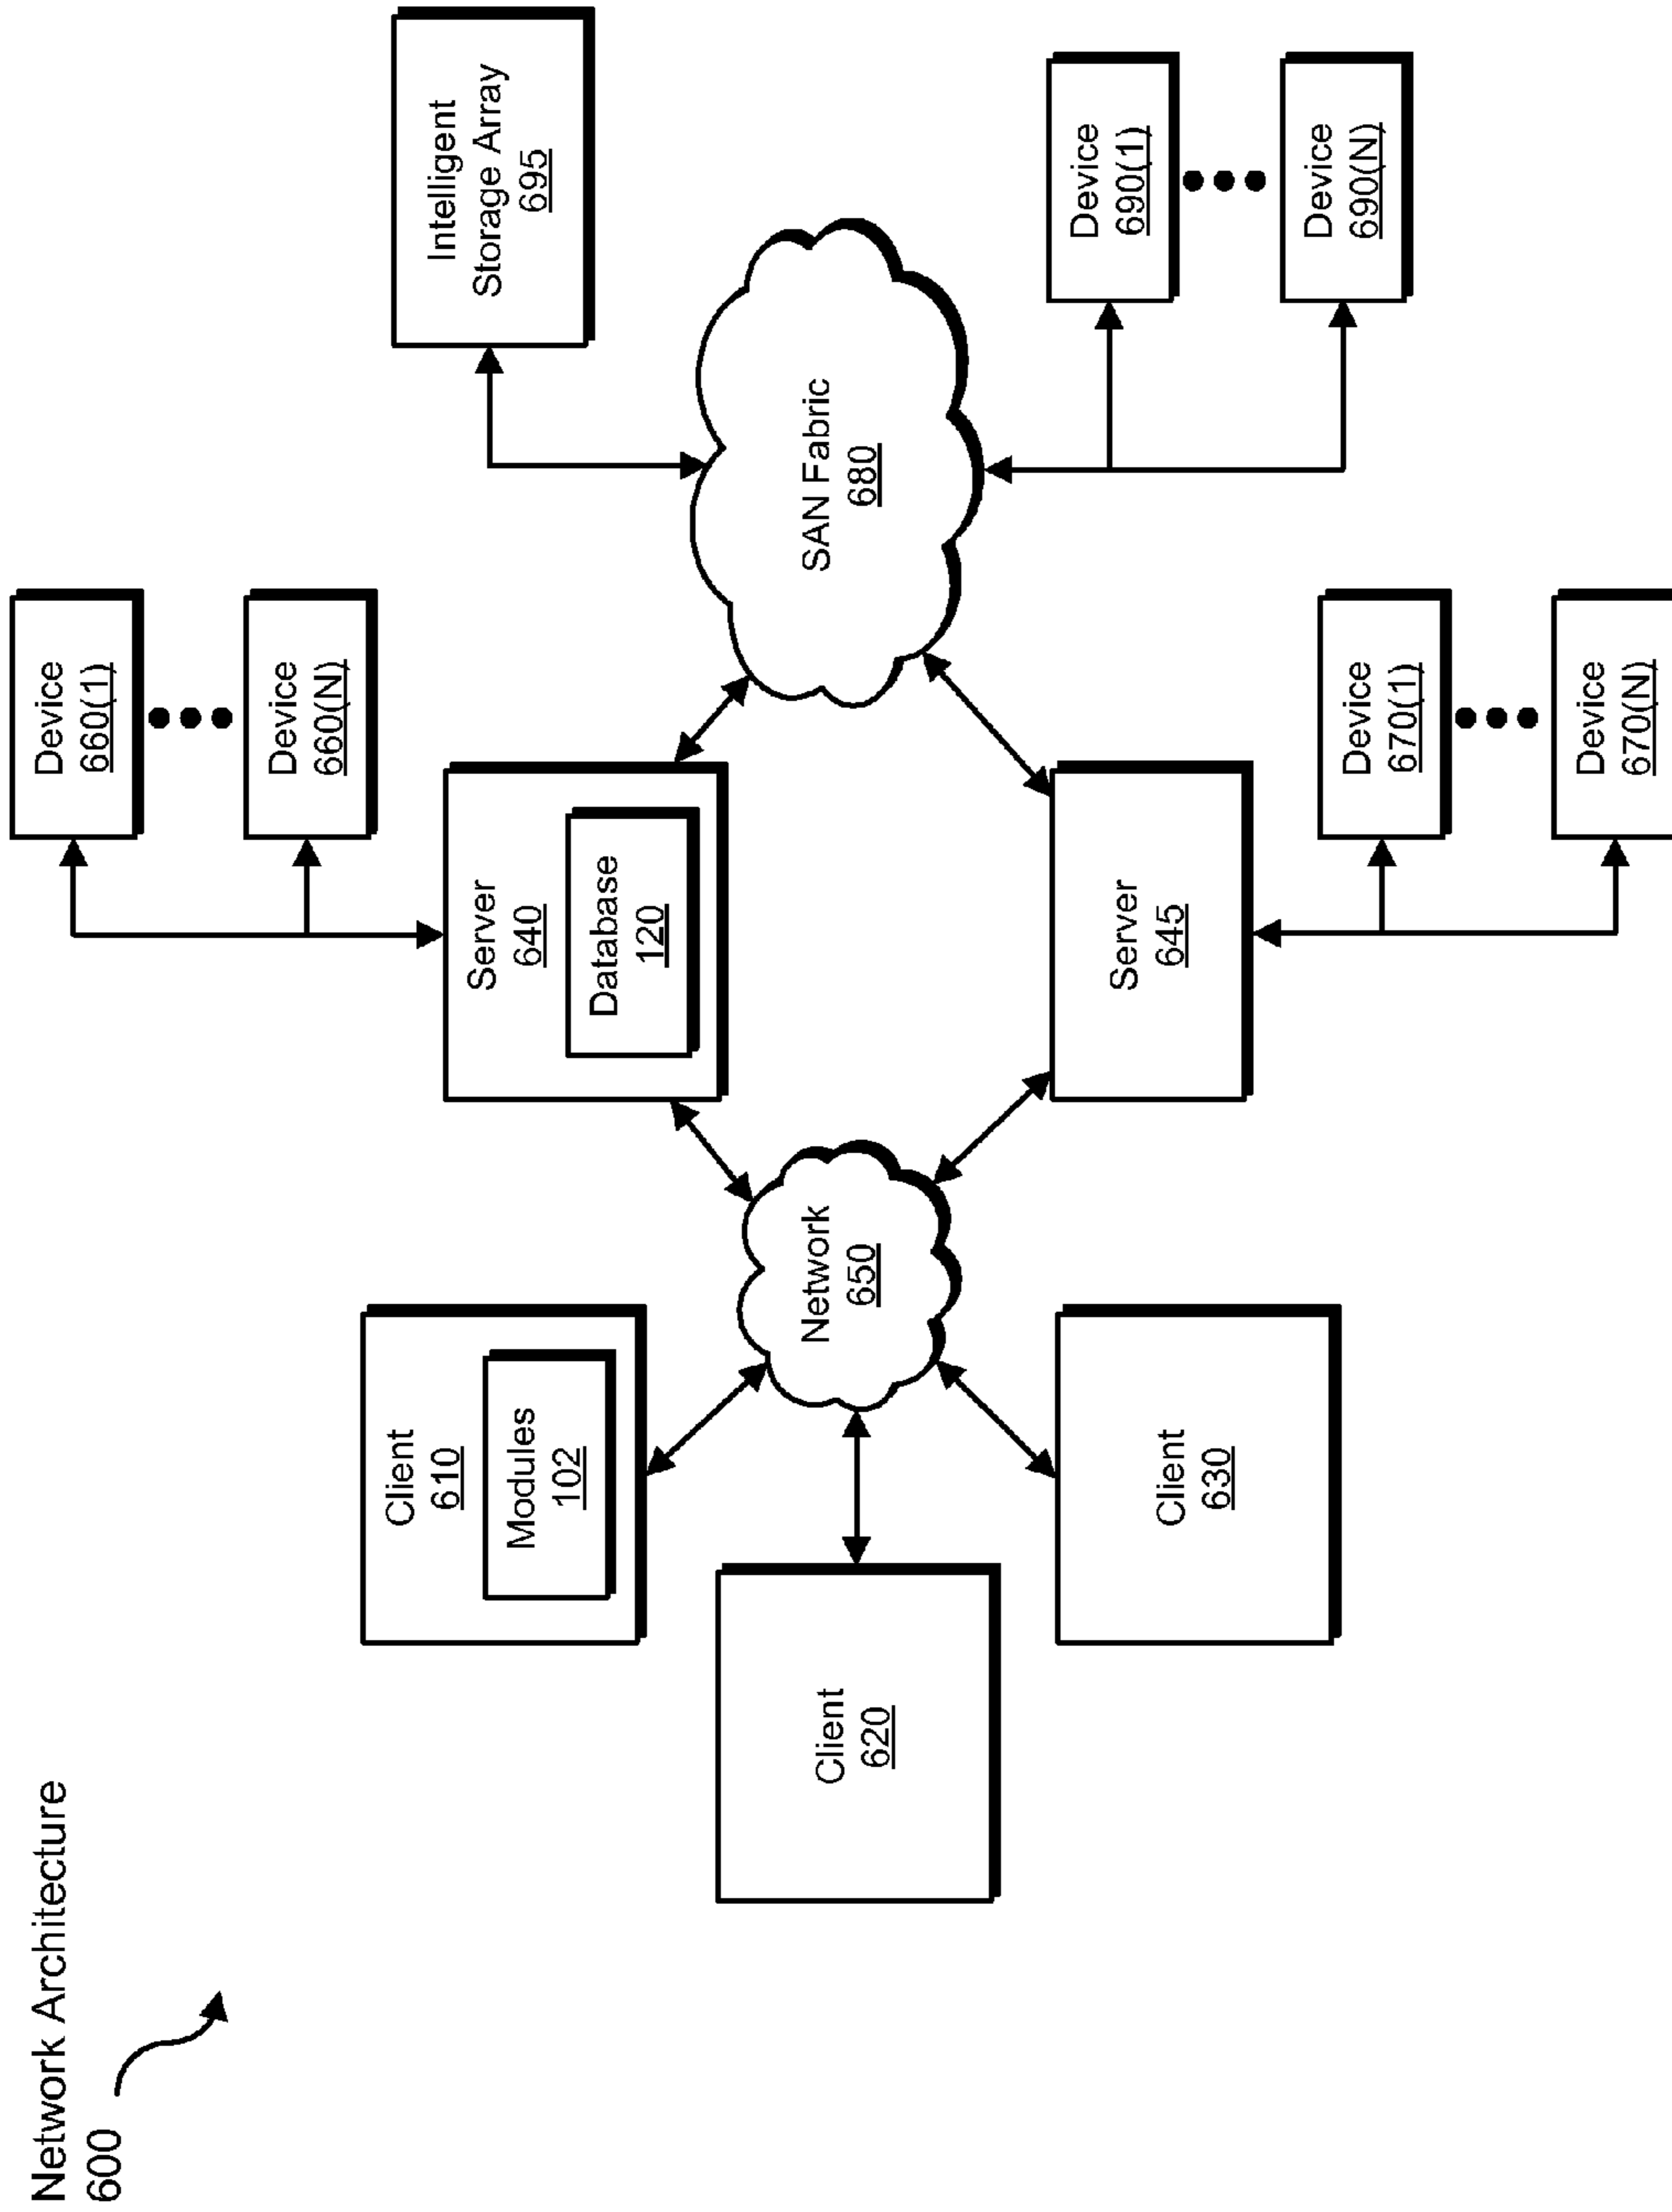 Network Architecture
600
Device
660(1)
Device
660(N)
Server
640
Database
120
Client
610
Modules
102
Intelligent
Storage Array
695
Client
620
Network
650
SAN Fabric
680
Client
630
Server
645
Device
690(1)
Device
690(N)
Device
670(1)
Device
670(N)